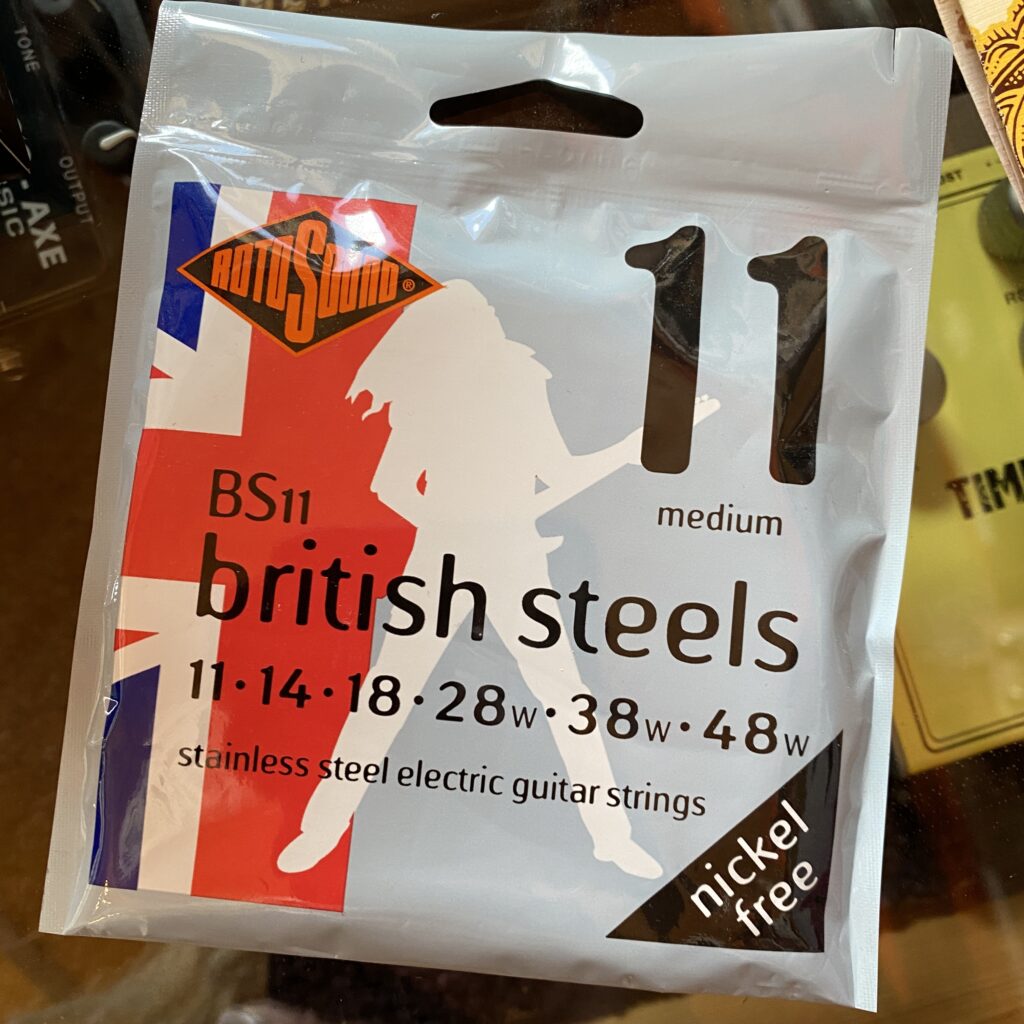 TONE
OUTPUT
AXE
SIC
ROTOSOUND®
11
medium
BS11
british steels
11·14·18·28w·38w·48w
stainless steel electric guitar strings
nickel
free